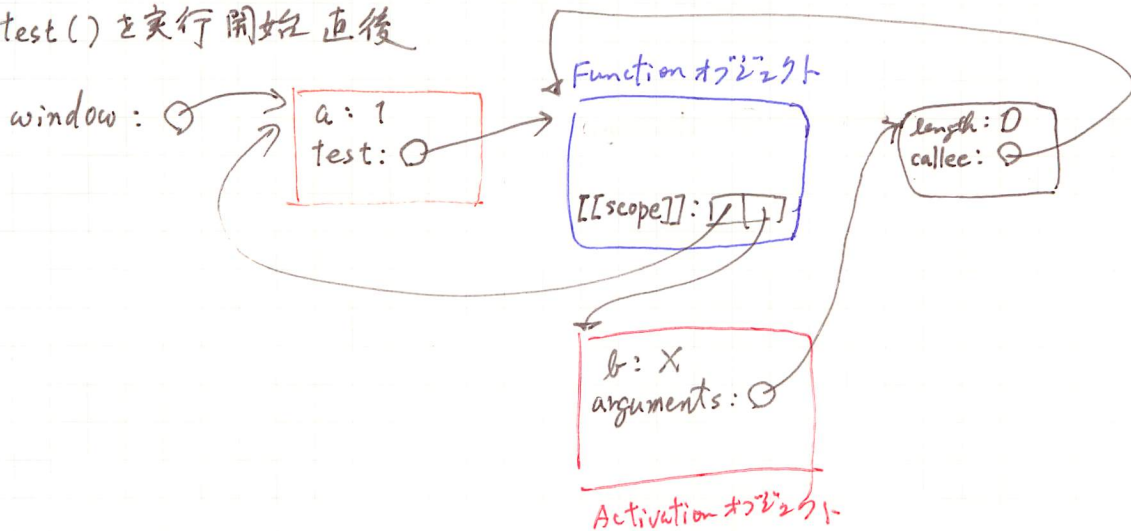 test()を実行開始直後
Functionオブジェクト
window:
a: 1
test:
[[scope]]:
length: 0
callee:
b: X
arguments:
Activationオブジェクト